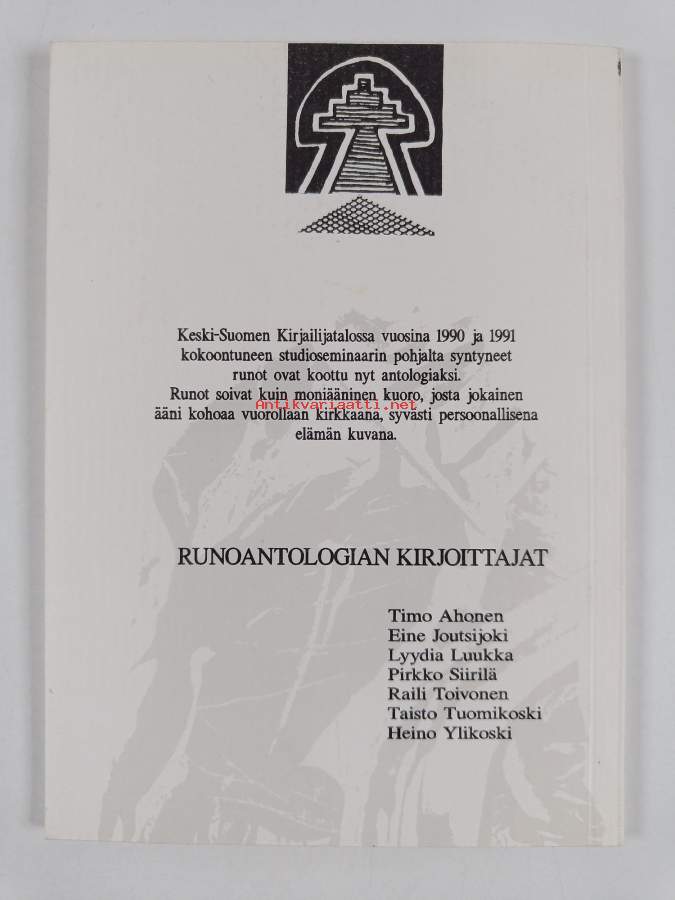 Keski-Suomen Kirjailijatalossa vuosina 1990 ja 1991
kokoontuneen studioseminaarin pohjalta syntyneet
runot ovat koottu nyt antologiaksi.
Runot soivat kuin moniääninen kuoro, josta jokainen
Antikvariaatti.net
ääni kohoaa vuorollaan kirkkaana, syvästi persoonallisena
elämän kuvana.
RUNOANTOLOGIAN KIRJOITTAJAT
Timo Ahonen
Eine Joutsijoki
Lyydia Luukka
Pirkko Siirilä
Raili Toivonen
Taisto Tuomikoski
Heino Ylikoski